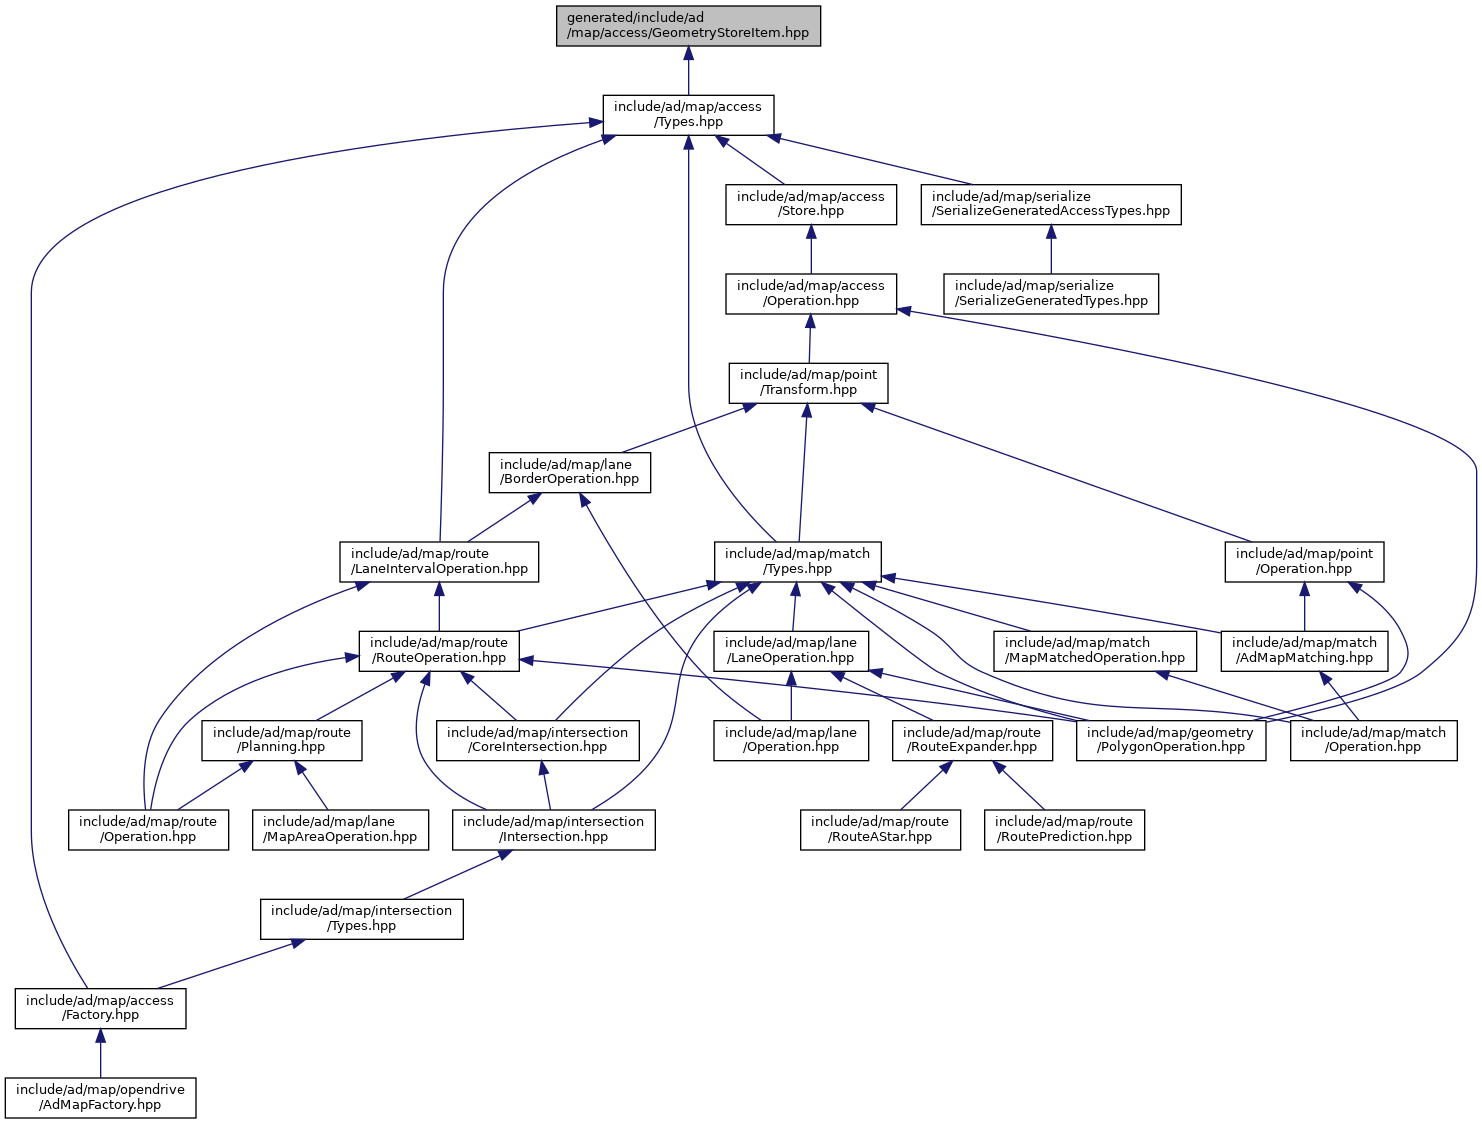 generated/include/ad
/map/access/GeometryStoreItem.hpp
include/ad/map/access
/Types.hpp
include/ad/map/access
/Store.hpp
include/ad/map/serialize
/SerializeGeneratedAccessTypes.hpp
include/ad/map/access
/Operation.hpp
include/ad/map/serialize
/SerializeGeneratedTypes.hpp
include/ad/map/point
/Transform.hpp
include/ad/map/lane
/BorderOperation.hpp
include/ad/map/route
/LaneIntervalOperation.hpp
include/ad/map/match
/Types.hpp
include/ad/map/point
/Operation.hpp
include/ad/map/route
/RouteOperation.hpp
include/ad/map/lane
/LaneOperation.hpp
include/ad/map/match
/MapMatchedOperation.hpp
include/ad/map/match
/AdMapMatching.hpp
include/ad/map/route
/Planning.hpp
include/ad/map/intersection
/CoreIntersection.hpp
include/ad/map/lane
/Operation.hpp
include/ad/map/route
/RouteExpander.hpp
include/ad/map/geometry
/PolygonOperation.hpp
include/ad/map/match
/Operation.hpp
include/ad/map/route
/Operation.hpp
include/ad/map/lane
/MapAreaOperation.hpp
include/ad/map/intersection
/Intersection.hpp
include/ad/map/route
/RouteAStar.hpp
include/ad/map/route
/RoutePrediction.hpp
include/ad/map/intersection
/Types.hpp
include/ad/map/access
/Factory.hpp
include/ad/map/opendrive
/AdMapFactory.hpp